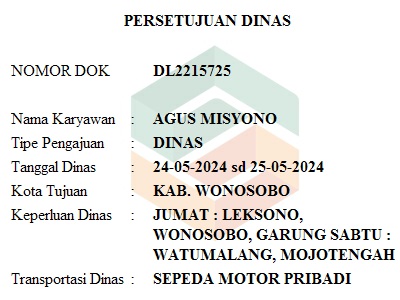 PERSETUJUAN DINAS
NOMOR DOK DL2215725
Nama Karyawan : AGUS MISYONO
Tipe Pengajuan : DINAS
Tanggal Dinas : 24-05-2024 sd 25-05-2024
Kota Tujuan : KAB. WONOSOBO
Keperluan Dinas : JUMAT : LEKSONO,
WONOSOBO, GARUNG SABTU :
WATUMALANG, MOJOTENGAH
Transportasi Dinas : SEPEDA MOTOR PRIBADI